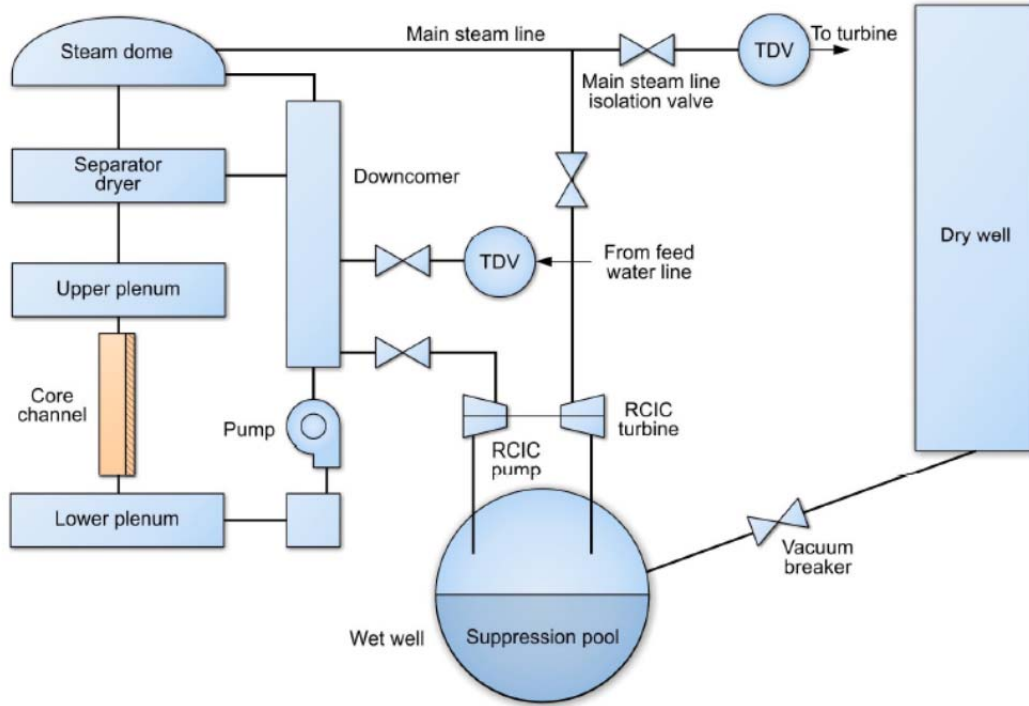 Steam dome
Main steam line
TDV
To turbine
Main steam line
isolation valve
Separator
dryer
Downcomer
Dry well
Upper plenum
TDV
From feed
water line
Core
channel
Pump
RCIC
turbine
RCIC
pump
Lower plenum
Vacuum
breaker
Wet well
Suppression pool